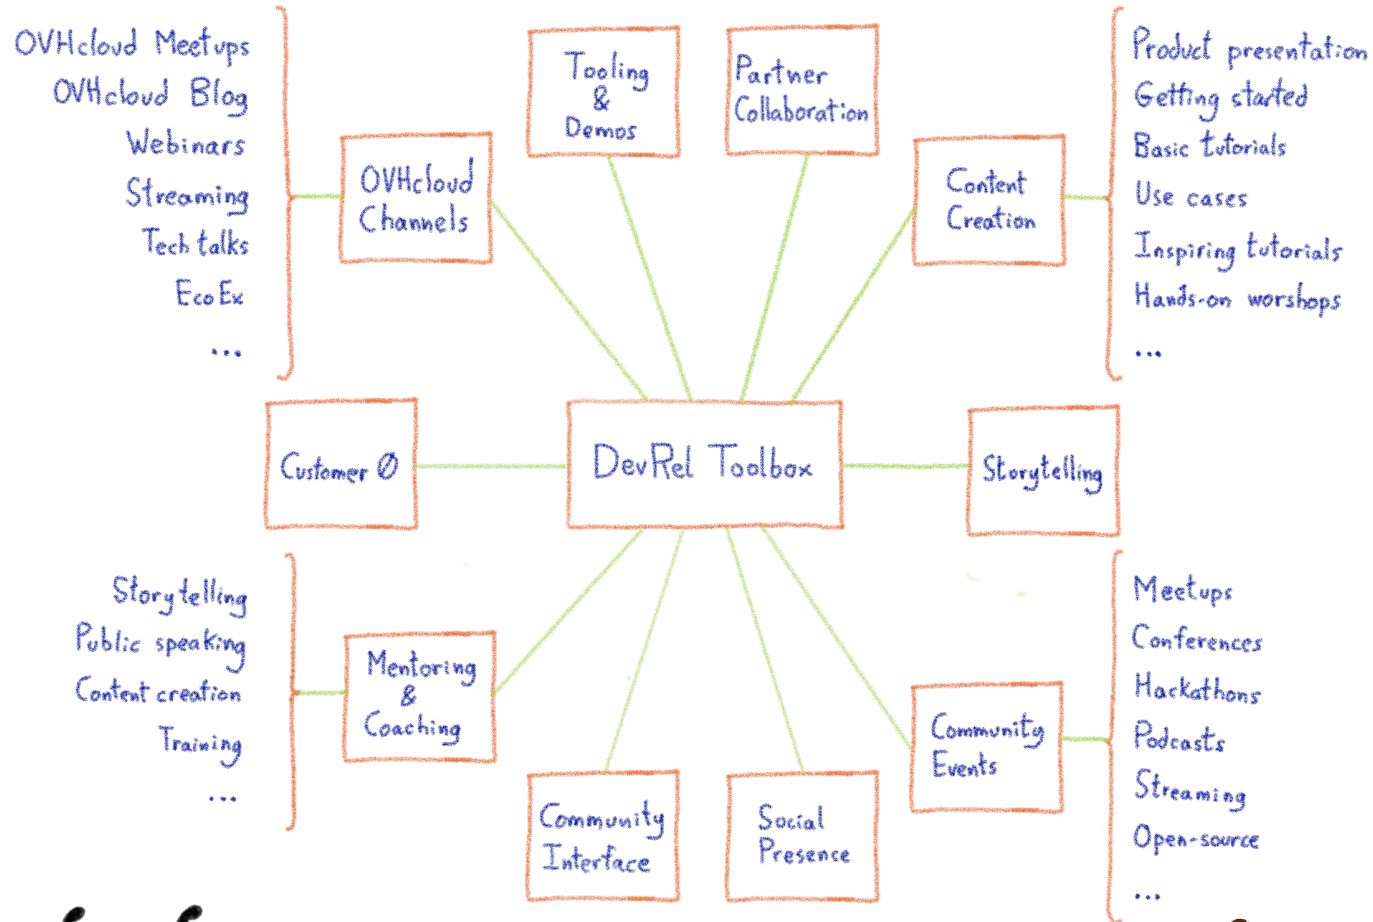 OVHcloud Meetups
OVHcloud Blog
Webinars
Streaming
Tech talks
EcoEx
...
OVHcloud
Channels
Tooling
&
Demos
Partner
Collaboration
Content
Creation
Product presentation
Getting started
Basic tutorials
Use cases
Inspiring tutorials
Hands-on worshops
...
Customer 0
DevRel Toolbox
Storytelling
Storytelling
Public speaking
Content creation
Training
...
Mentoring
&
Coaching
Community
Interface
Social
Presence
Community
Events
Meetups
Conferences
Hackathons
Podcasts
Streaming
Open-source
...